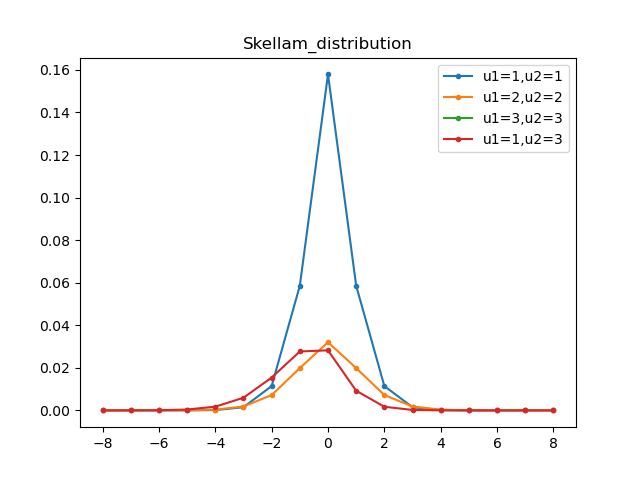 Skellam_distribution
0.16
0.14
0.12
0.10
0.08
0.06
0.04
0.02
0.00
u1=1,u2=1
u1=2,u2=2
u1=3,u2=3
u1=1,u2=3
−8 −6 −4 −2 0 2 4 6 8